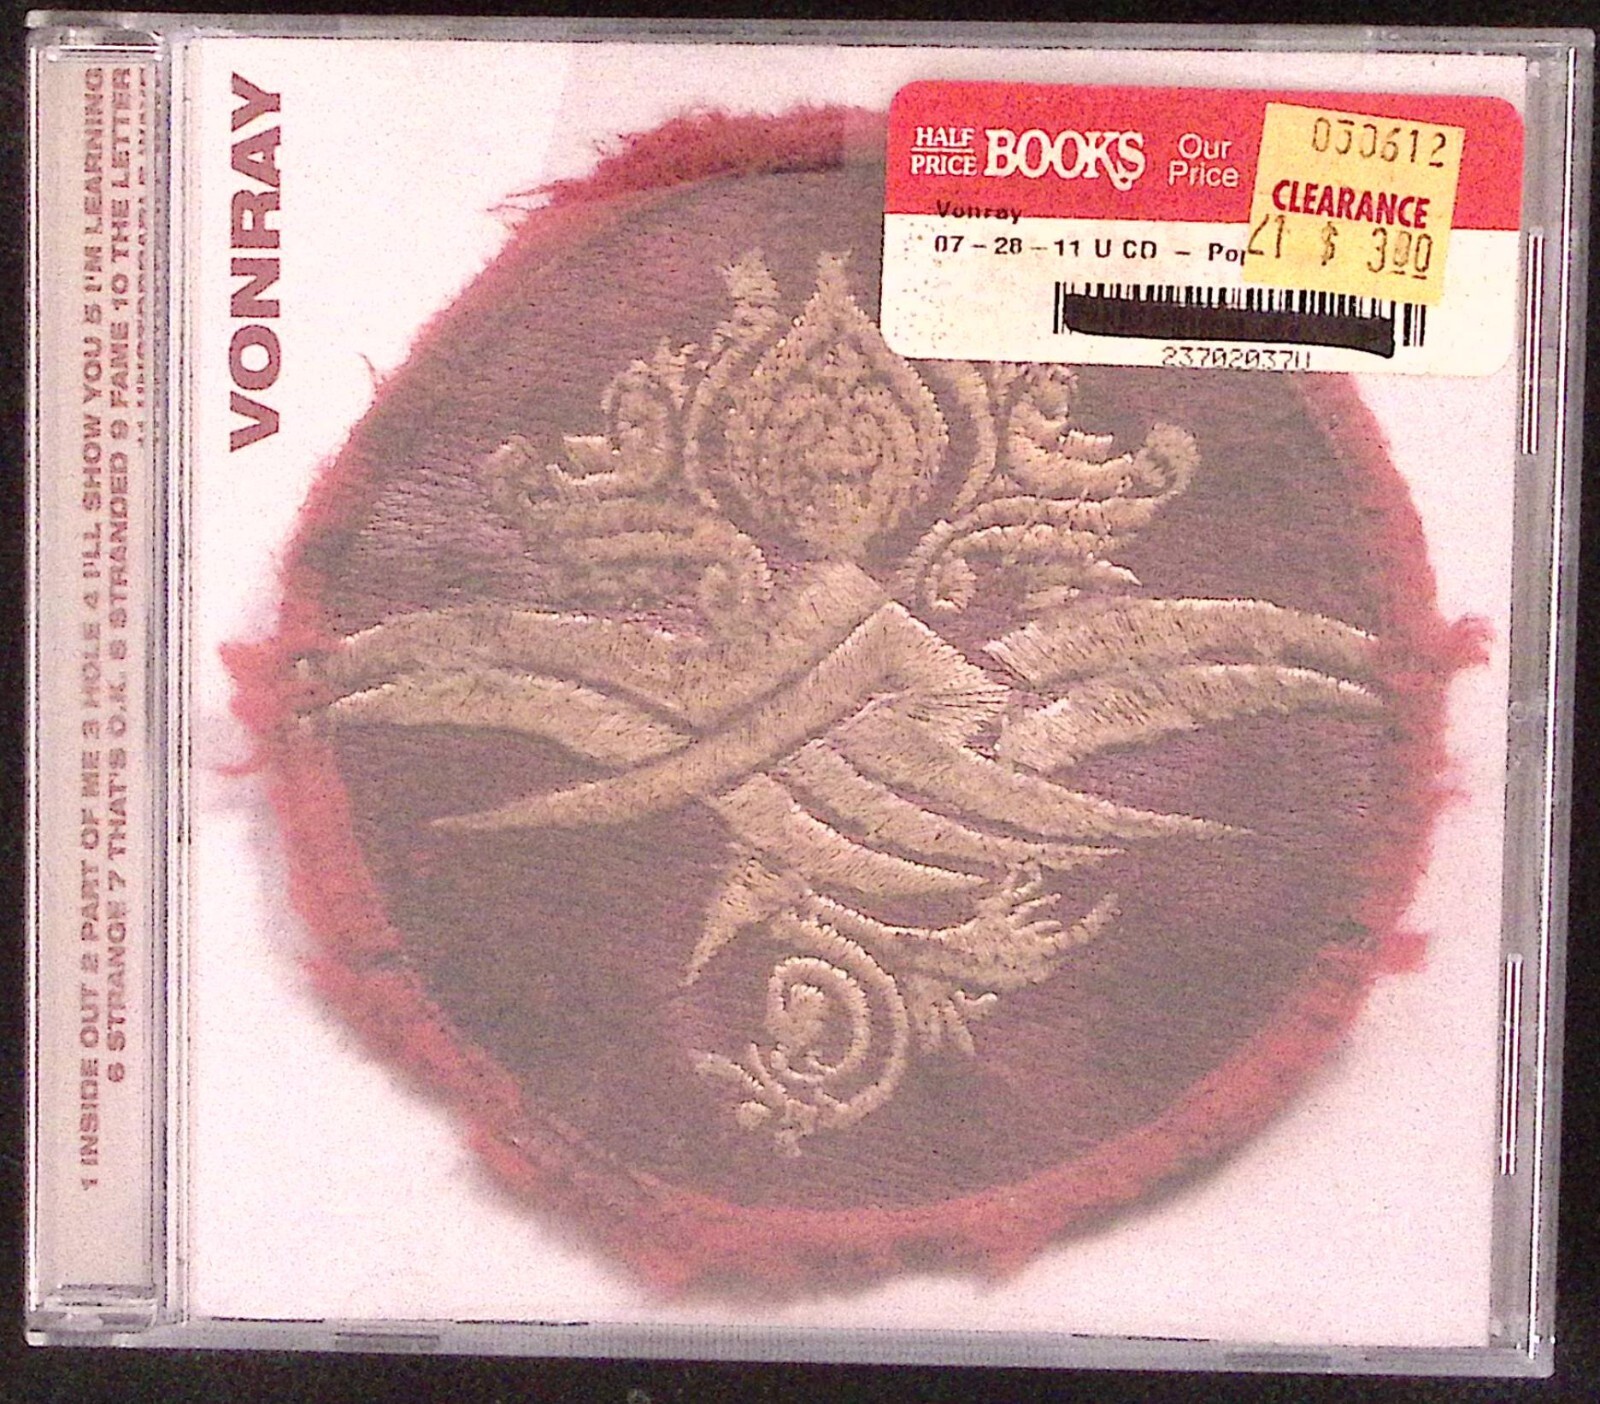 1 INSIDE OUT 2 PART OF ME 3 HOLE 4 I'LL SHOW YOU 5 I'M LEARNING
6 STRANGE 7 THAT'S O.K. 8 STRANDED 9 FAME 10 THE LETTER
VONRAY
HALF PRICE BOOKS Our Price
030612
CLEARANCE
$ 3.00
Vonray
07-28-11 U CD - Po
23702037U